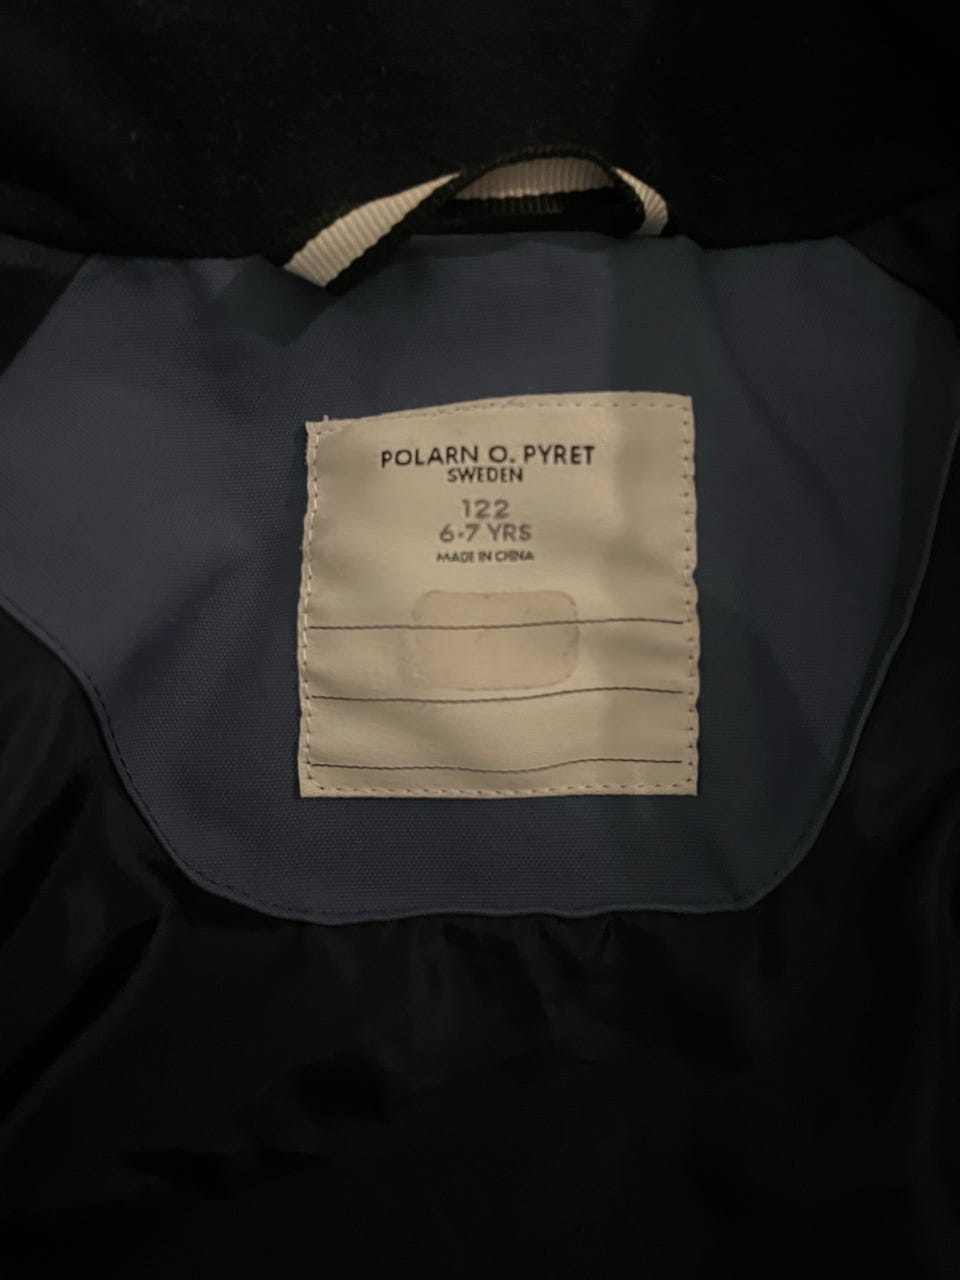 POLARN O. PYRET
SWEDEN
122
6-7 YRS
MADE IN CHINA